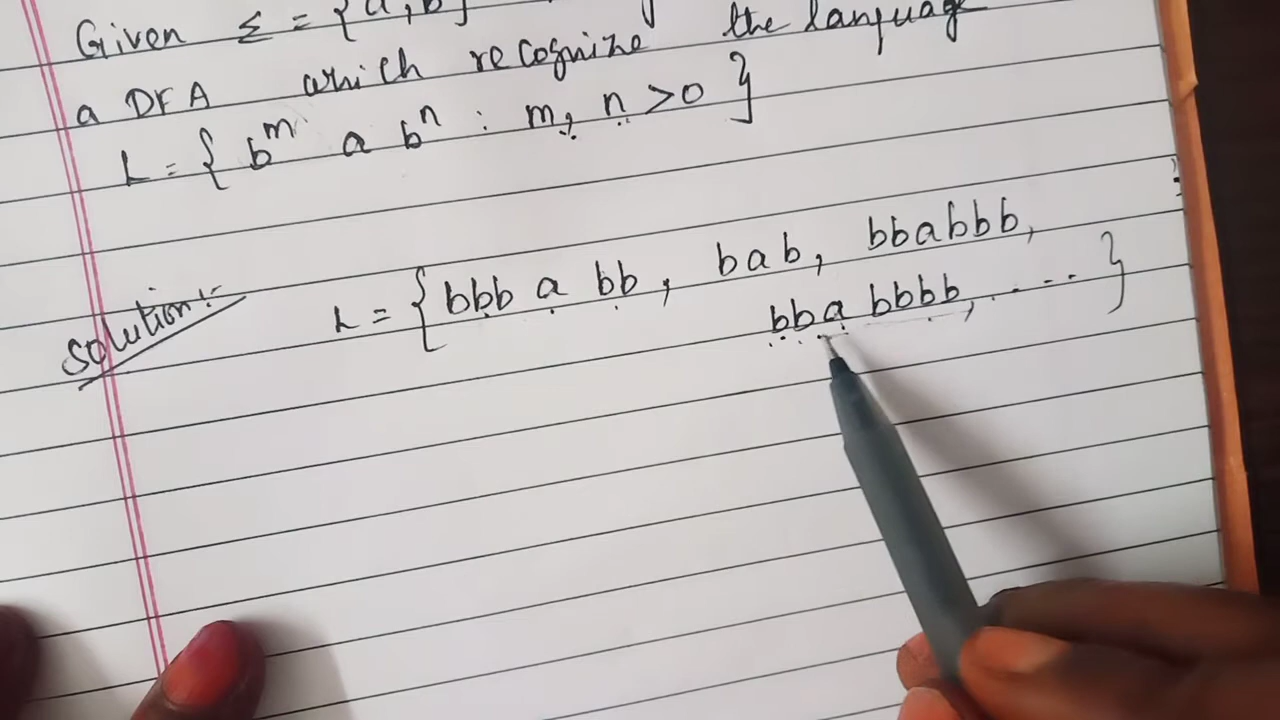 Given Σ = {a, b}
a DFA which recognize the language
L = { b^m a b^n : m, n > 0 }
Solution:-
L = { bbb a bb, bab, bbabbb,
bba bbbb, .... }